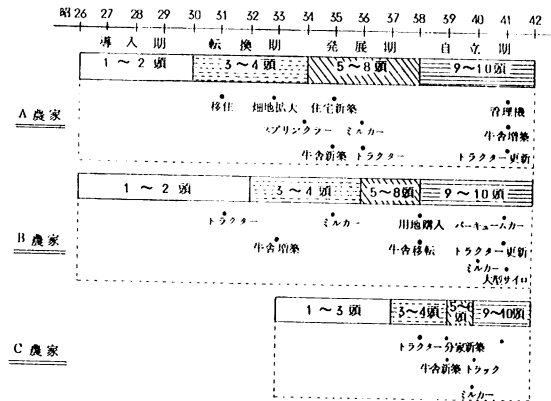 昭26 27 28 29 30 31 32 33 34 35 36 37 38 39 40 41 42
導入期 転換期 発展期 自立期
1〜2頭 3〜4頭 5〜8頭 9〜10頭
A農家
移住 畑地拡大 住宅新築 管理機
スプリンクラー ミルカー 牛舎増築
牛舎新築 トラクター トラクター更新
1〜2頭 3〜4頭 5〜8頭 9〜10頭
B農家
トラクター ミルカー 用地購入 バーキュームカー
牛舎増築 牛舎移転 トラクター更新
ミルカー
大型サイロ
1〜3頭 3〜4頭 5〜6頭 9〜10頭
C農家
トラクター 分家新築
牛舎新築 トラック
ミルカー